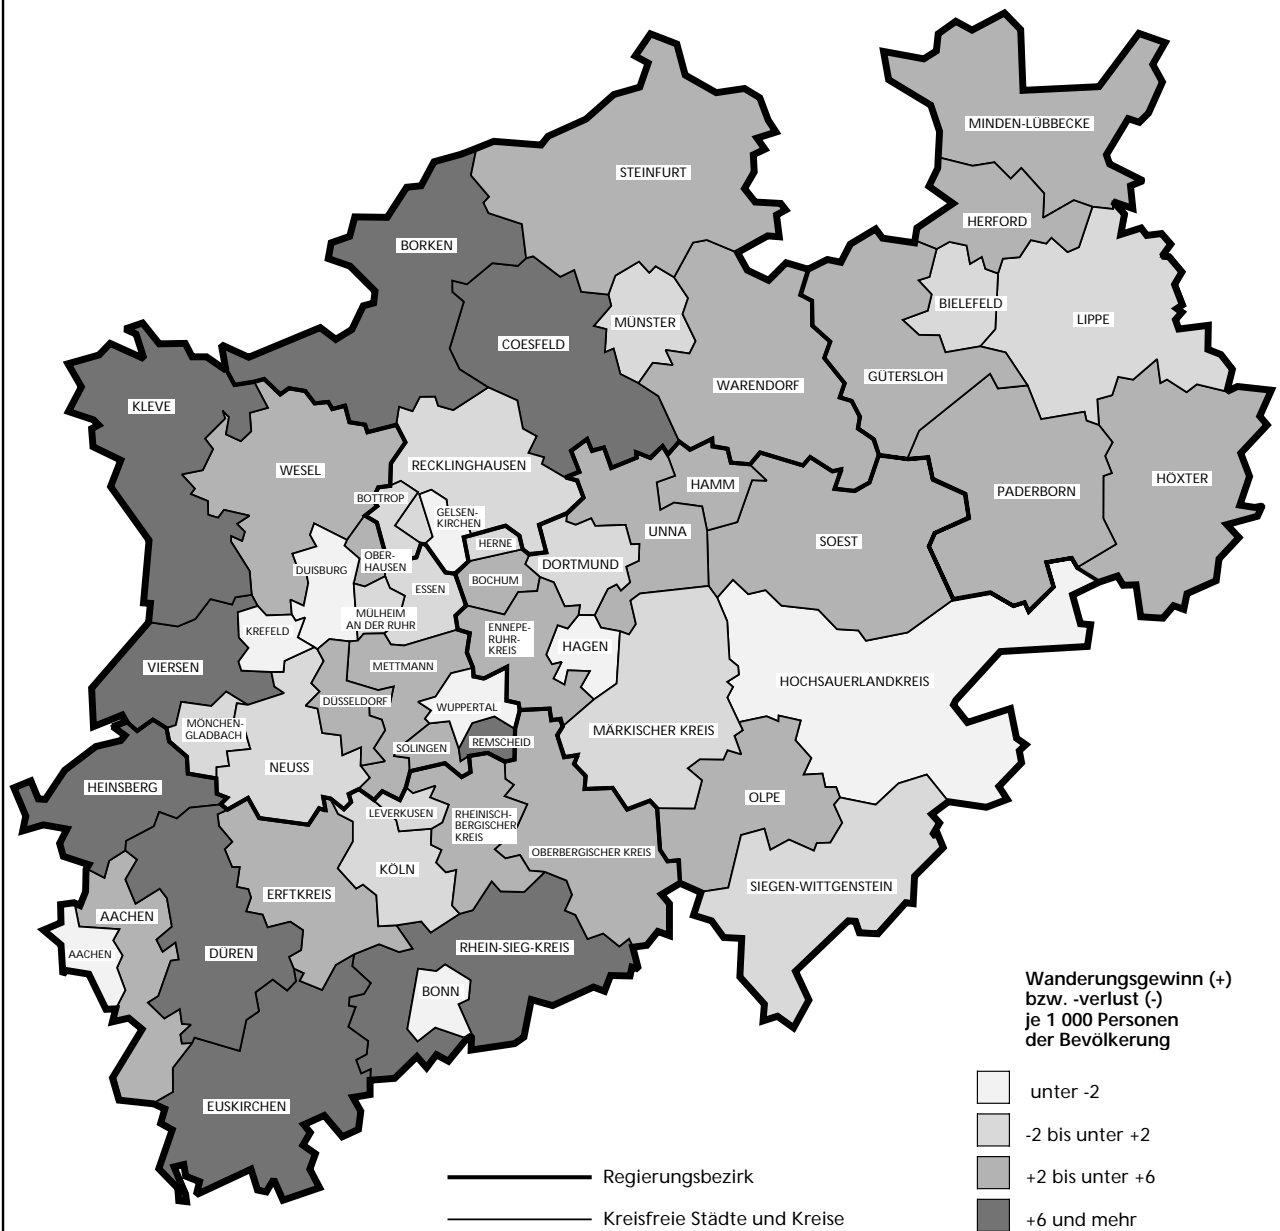 MINDEN-LÜBBECKE
STEINFURT
HERFORD
BORKEN
BIELEFELD
LIPPE
MÜNSTER
COESFELD
GÜTERSLOH
WARENDORF
KLEVE
RECKLINGHAUSEN
WESEL
HÖXTER
HAMM
PADERBORN
BOTTROP
GELSEN-
KIRCHEN
UNNA
SOEST
HERNE
OBER-
HAUSEN
DORTMUND
DUISBURG
BOCHUM
ESSEN
MÜLHEIM
AN DER RUHR
KREFELD
ENNEPE-
RUHR-
KREIS
HAGEN
VIERSEN
METTMANN
HOCHSAUERLANDKREIS
DÜSSELDORF
WUPPERTAL
MÖNCHEN-
GLADBACH
MÄRKISCHER KREIS
REMSCHEID
SOLINGEN
NEUSS
HEINSBERG
OLPE
LEVERKUSEN
RHEINISCH-
BERGISCHER
KREIS
OBERBERGISCHER KREIS
KÖLN
SIEGEN-WITTGENSTEIN
ERFTKREIS
AACHEN
RHEIN-SIEG-KREIS
DÜREN
AACHEN
BONN
EUSKIRCHEN
Wanderungsgewinn (+)
bzw. -verlust (-)
je 1 000 Personen
der Bevölkerung
unter -2
-2 bis unter +2
+2 bis unter +6
+6 und mehr
Regierungsbezirk
Kreisfreie Städte und Kreise